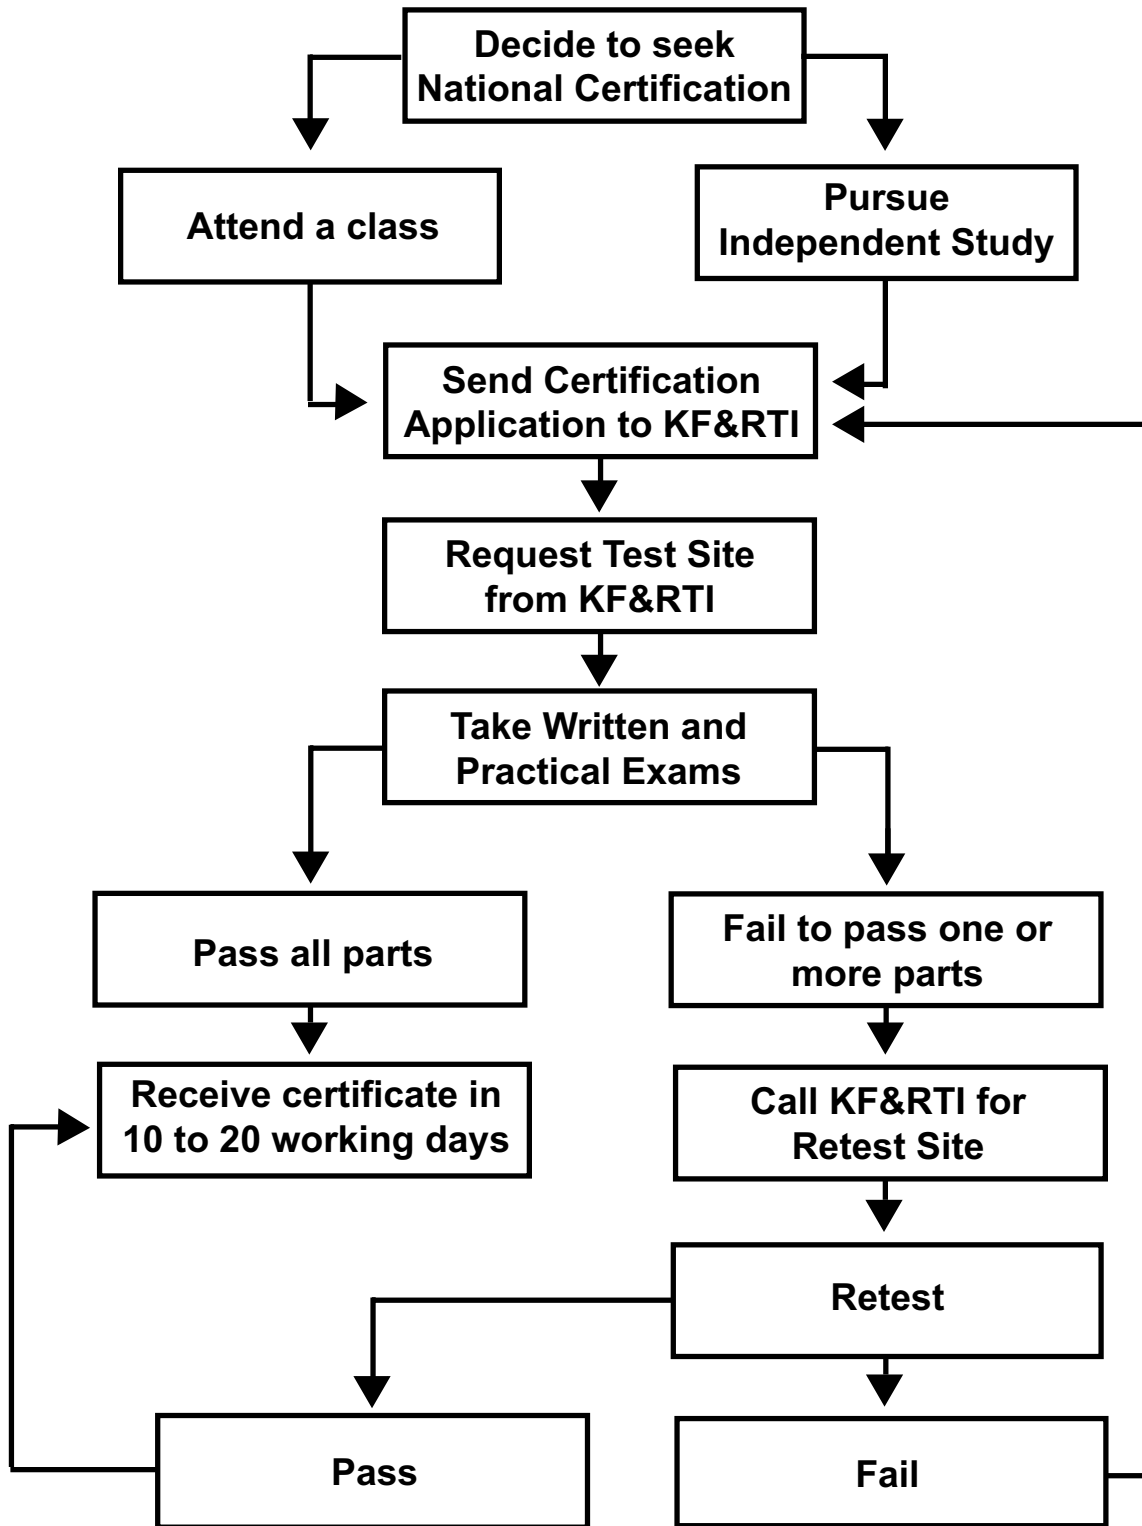 Decide to seek
National Certification
Attend a class
Pursue
Independent Study
Send Certification
Application to KF&RTI
Request Test Site
from KF&RTI
Take Written and
Practical Exams
Pass all parts
Fail to pass one or
more parts
Receive certificate in
10 to 20 working days
Call KF&RTI for
Retest Site
Retest
Pass
Fail